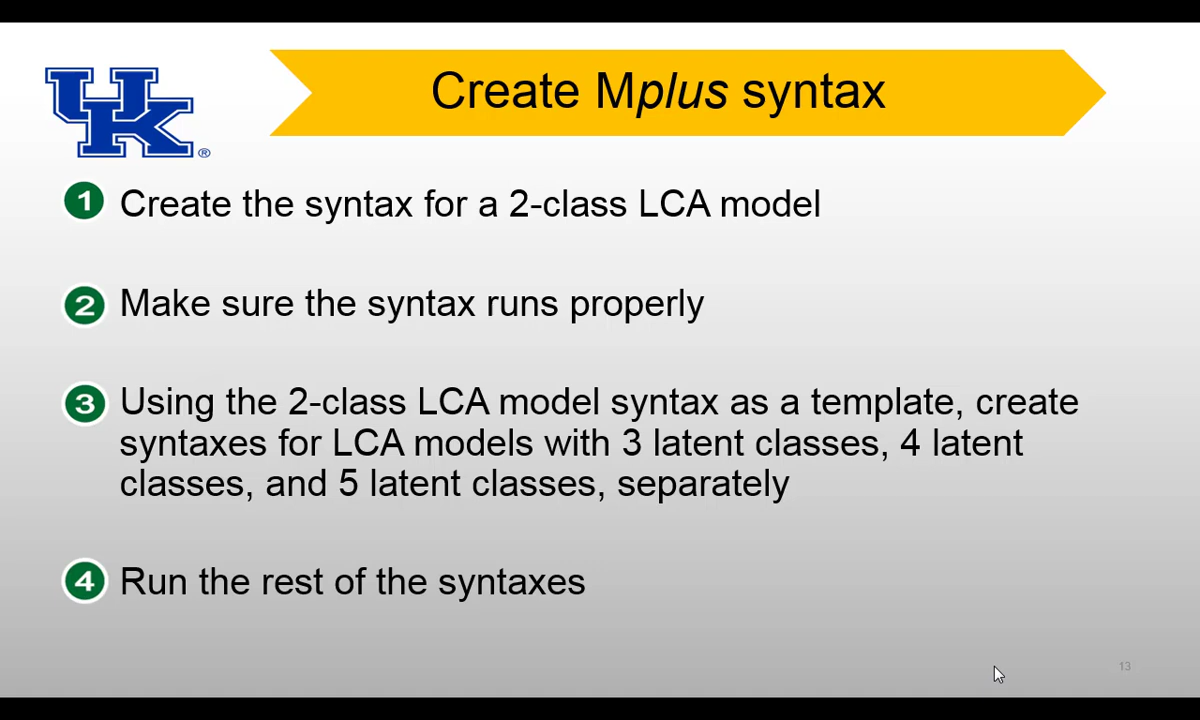 UK ®
Create Mplus syntax
1 Create the syntax for a 2-class LCA model
2 Make sure the syntax runs properly
3 Using the 2-class LCA model syntax as a template, create
syntaxes for LCA models with 3 latent classes, 4 latent
classes, and 5 latent classes, separately
4 Run the rest of the syntaxes
13